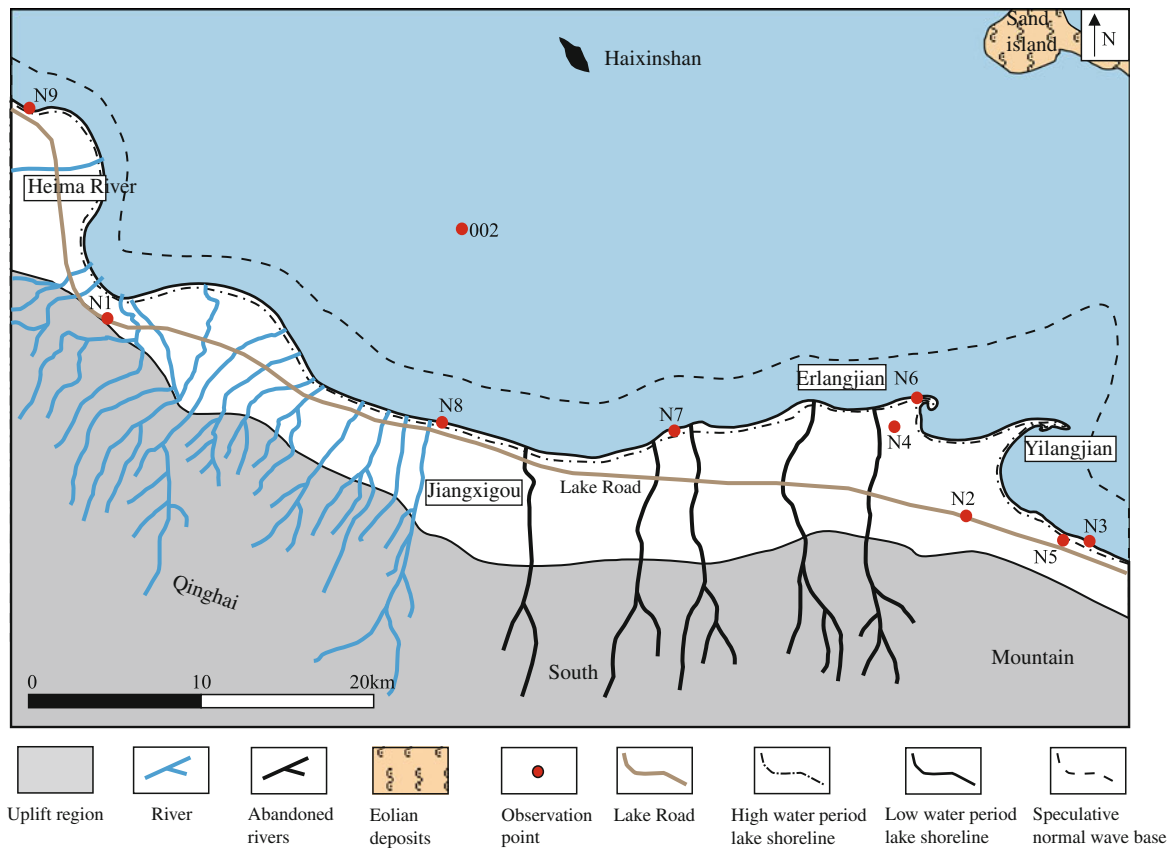 Sand
island
N
Haixinshan
N9
Heima River
002
N1
Erlangjian
N6
N8
N7
N4
Yilangjian
Jiangxigou
Lake Road
N2
N3
N5
Qinghai
South
Mountain
0
10
20km
Uplift region
River
Abandoned
rivers
Eolian
deposits
Observation
point
Lake Road
High water period
lake shoreline
Low water period
lake shoreline
Speculative
normal wave base